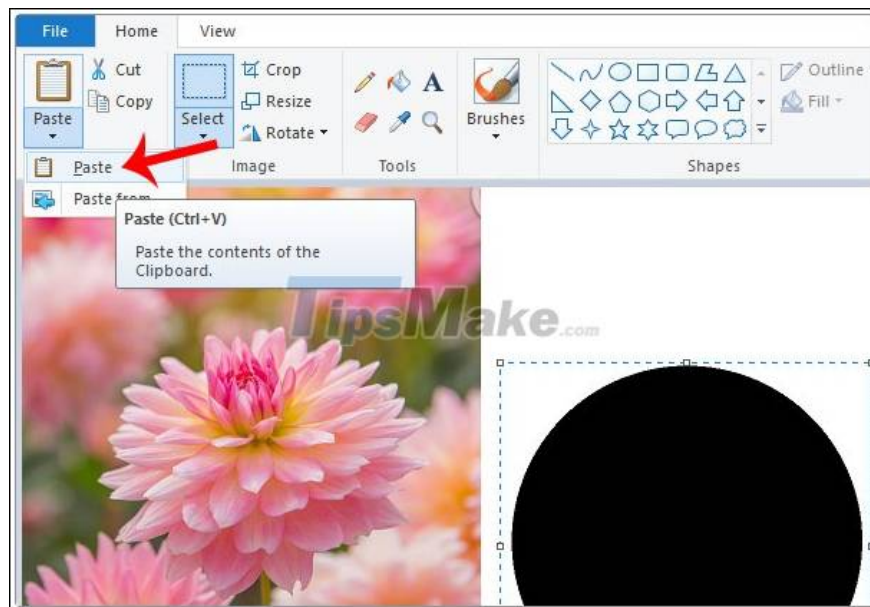 File Home View
Cut
Copy
Paste
Select
Crop
Resize
Rotate
Brushes
Outline
Fill
Image
Tools
Shapes
Paste
Paste from
Paste (Ctrl+V)
Paste the contents of the
Clipboard.
TipsMake.com